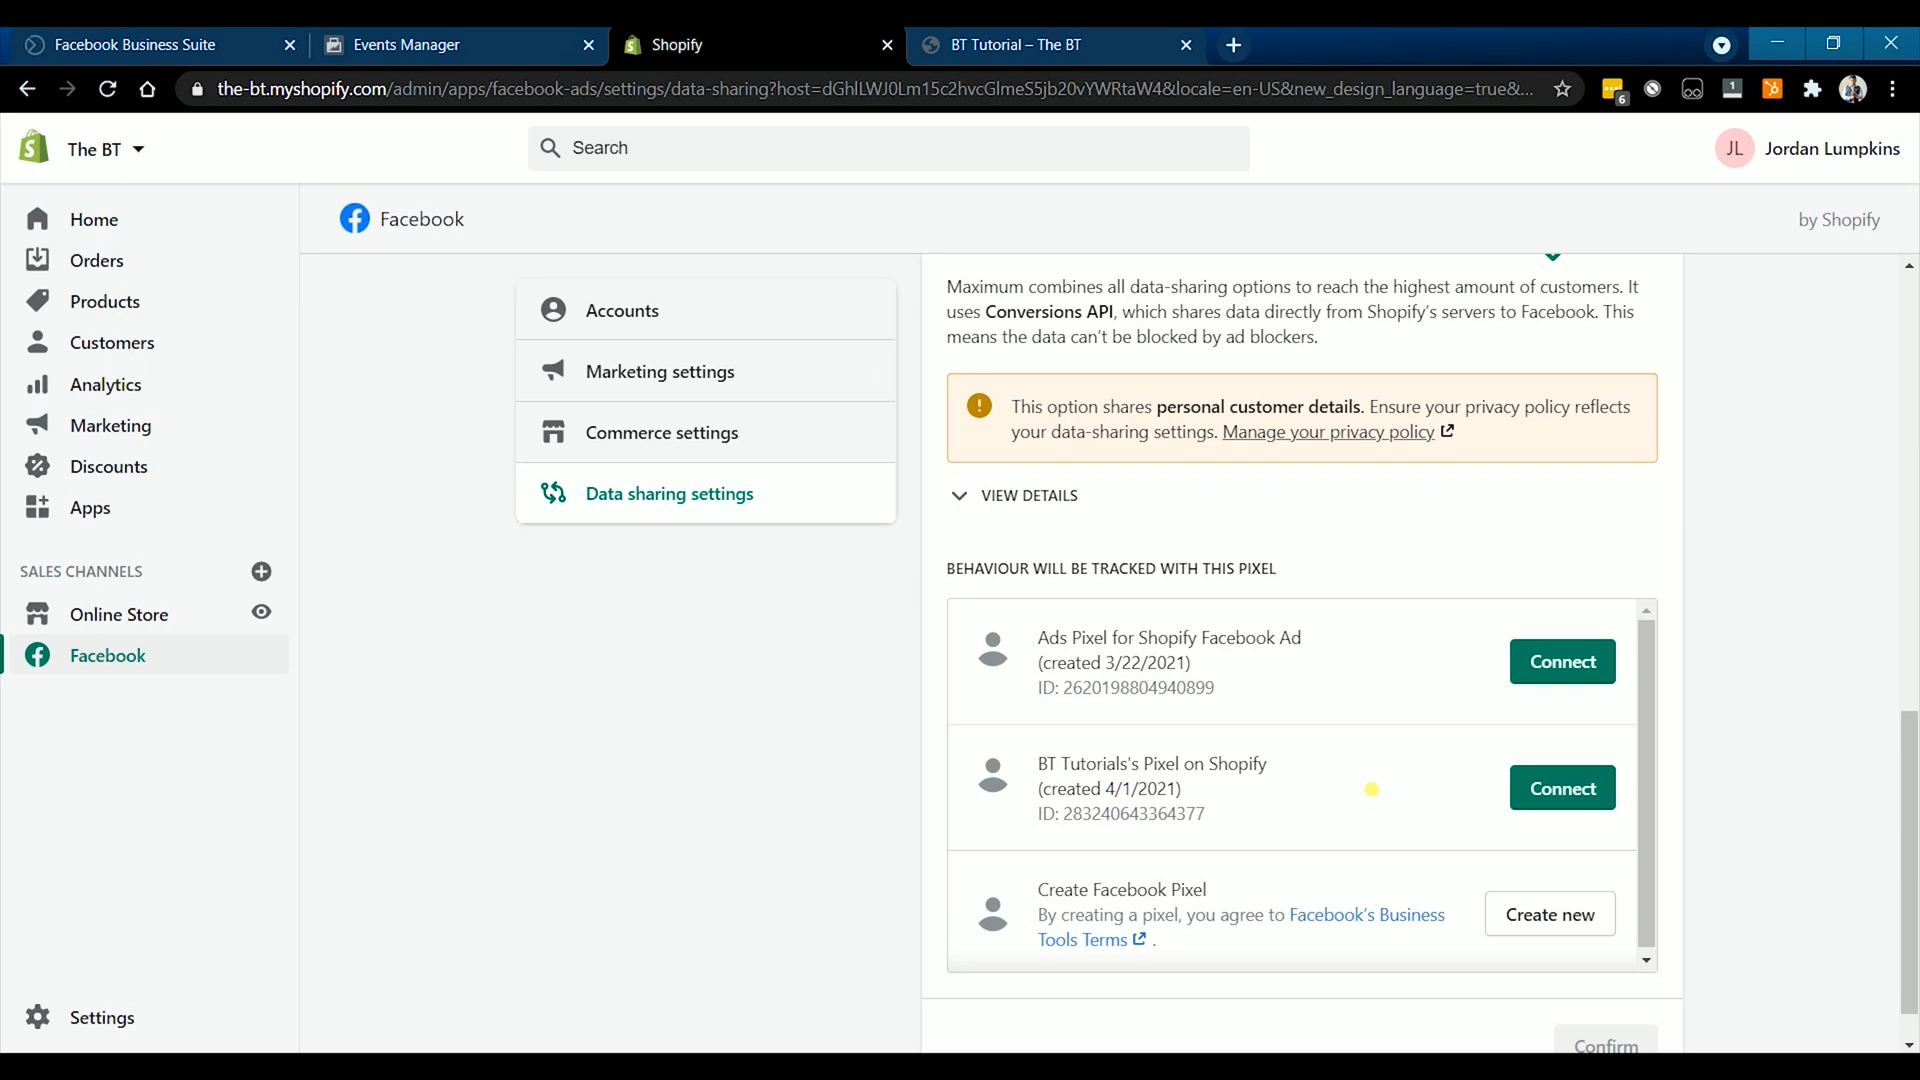 Facebook Business Suite
Events Manager
Shopify
BT Tutorial – The BT
the-bt.myshopify.com/admin/apps/facebook-ads/settings/data-sharing?host=dGhlLWJ0Lm15c2hvcGlmeS5jb20vYWRtaW4&locale=en-US&new_design_language=true&...
6
1
The BT
Search
JL
Jordan Lumpkins
Facebook
by Shopify
Home
Orders
Products
Customers
Analytics
Marketing
Discounts
Apps
SALES CHANNELS
Online Store
Facebook
Settings
Accounts
Marketing settings
Commerce settings
Data sharing settings
Maximum combines all data-sharing options to reach the highest amount of customers. It
uses Conversions API, which shares data directly from Shopify's servers to Facebook. This
means the data can't be blocked by ad blockers.
This option shares personal customer details. Ensure your privacy policy reflects
your data-sharing settings. Manage your privacy policy
VIEW DETAILS
BEHAVIOUR WILL BE TRACKED WITH THIS PIXEL
Ads Pixel for Shopify Facebook Ad
(created 3/22/2021)
ID: 2620198804940899
Connect
BT Tutorials's Pixel on Shopify
(created 4/1/2021)
ID: 283240643364377
Connect
Create Facebook Pixel
By creating a pixel, you agree to Facebook's Business
Tools Terms .
Create new
Confirm